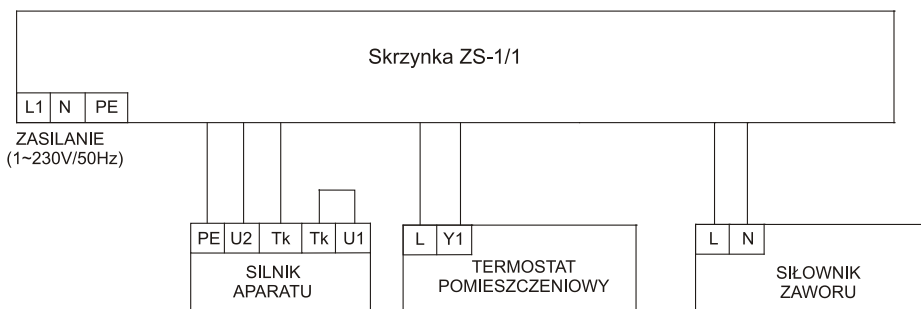 Skrzynka ZS-1/1
L1 N PE
ZASILANIE
(1~230V/50Hz)
PE U2 Tk Tk U1
SILNIK
APARATU
L Y1
TERMOSTAT
POMIESZCZENIOWY
L N
SIŁOWNIK
ZAWORU